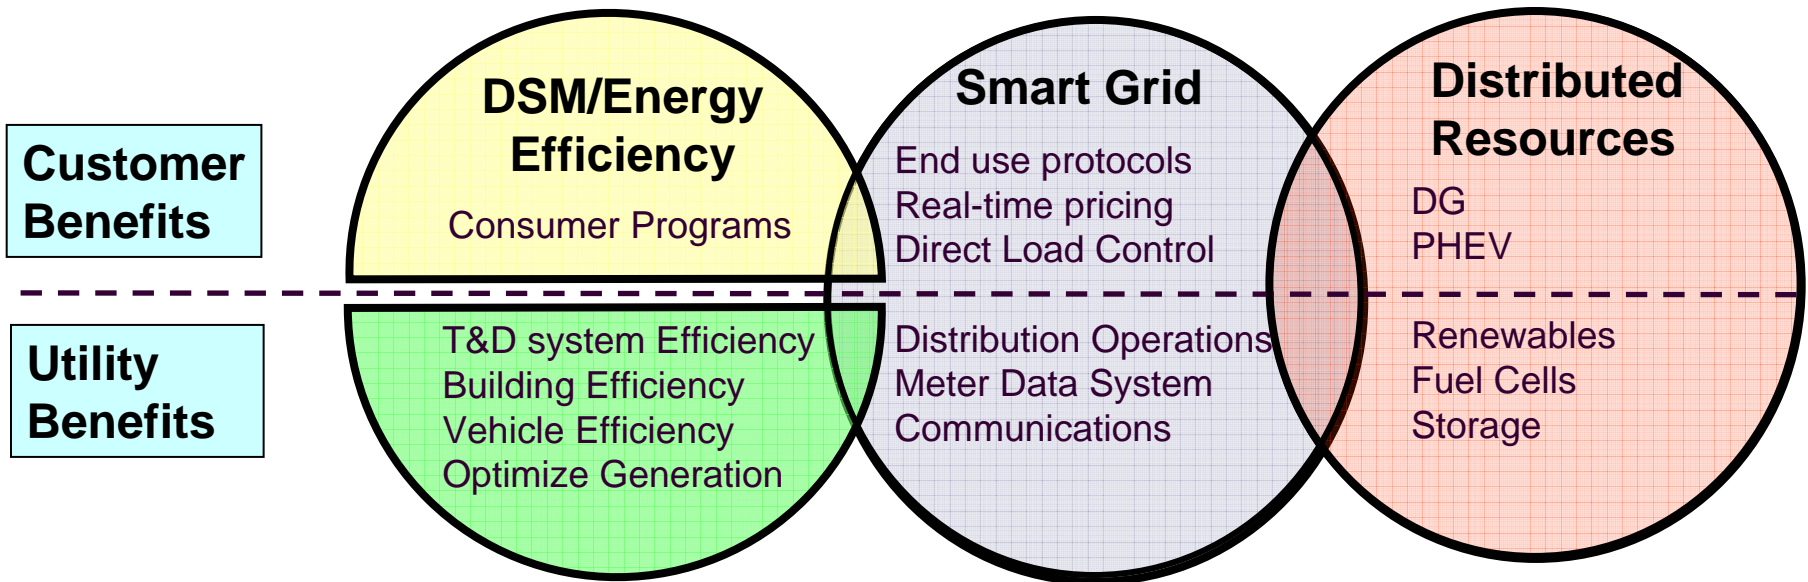 Customer
Benefits
DSM/Energy
Efficiency
Consumer Programs
Smart Grid
End use protocols
Real-time pricing
Direct Load Control
Distributed
Resources
DG
PHEV
Utility
Benefits
T&D system Efficiency
Building Efficiency
Vehicle Efficiency
Optimize Generation
Distribution Operations
Meter Data System
Communications
Renewables
Fuel Cells
Storage